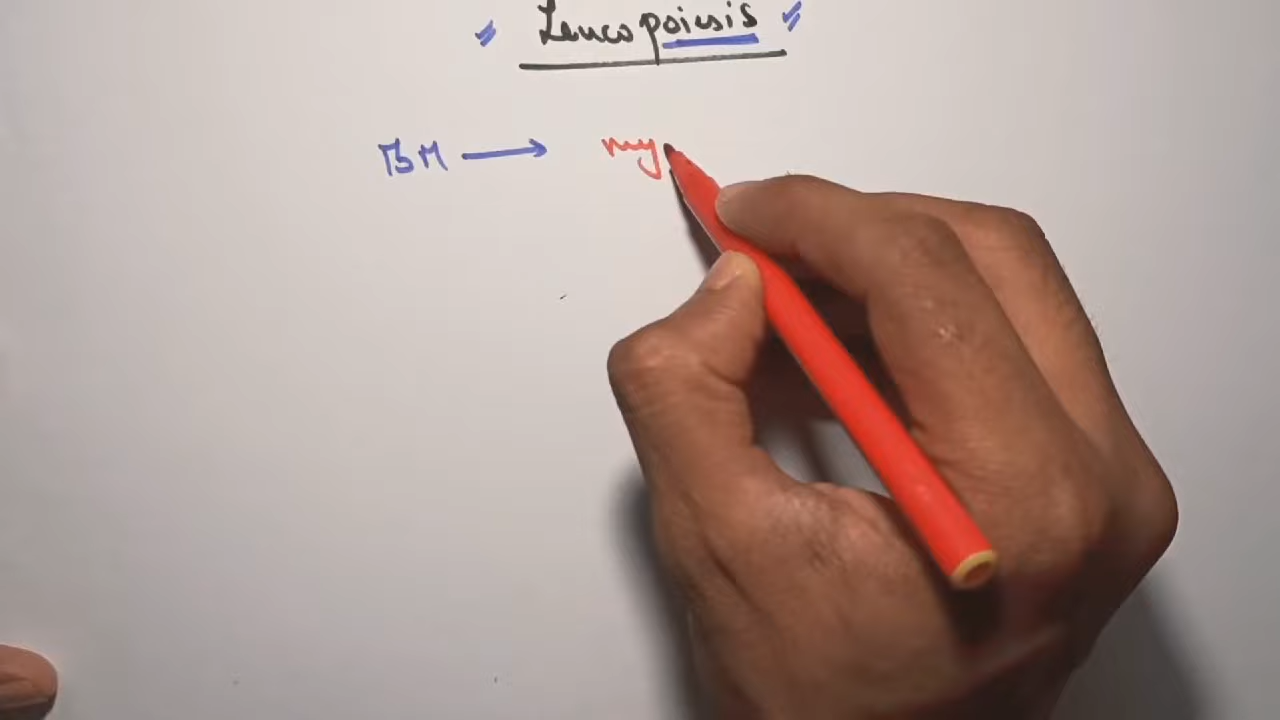 " Leucopoiesis "
BM → my